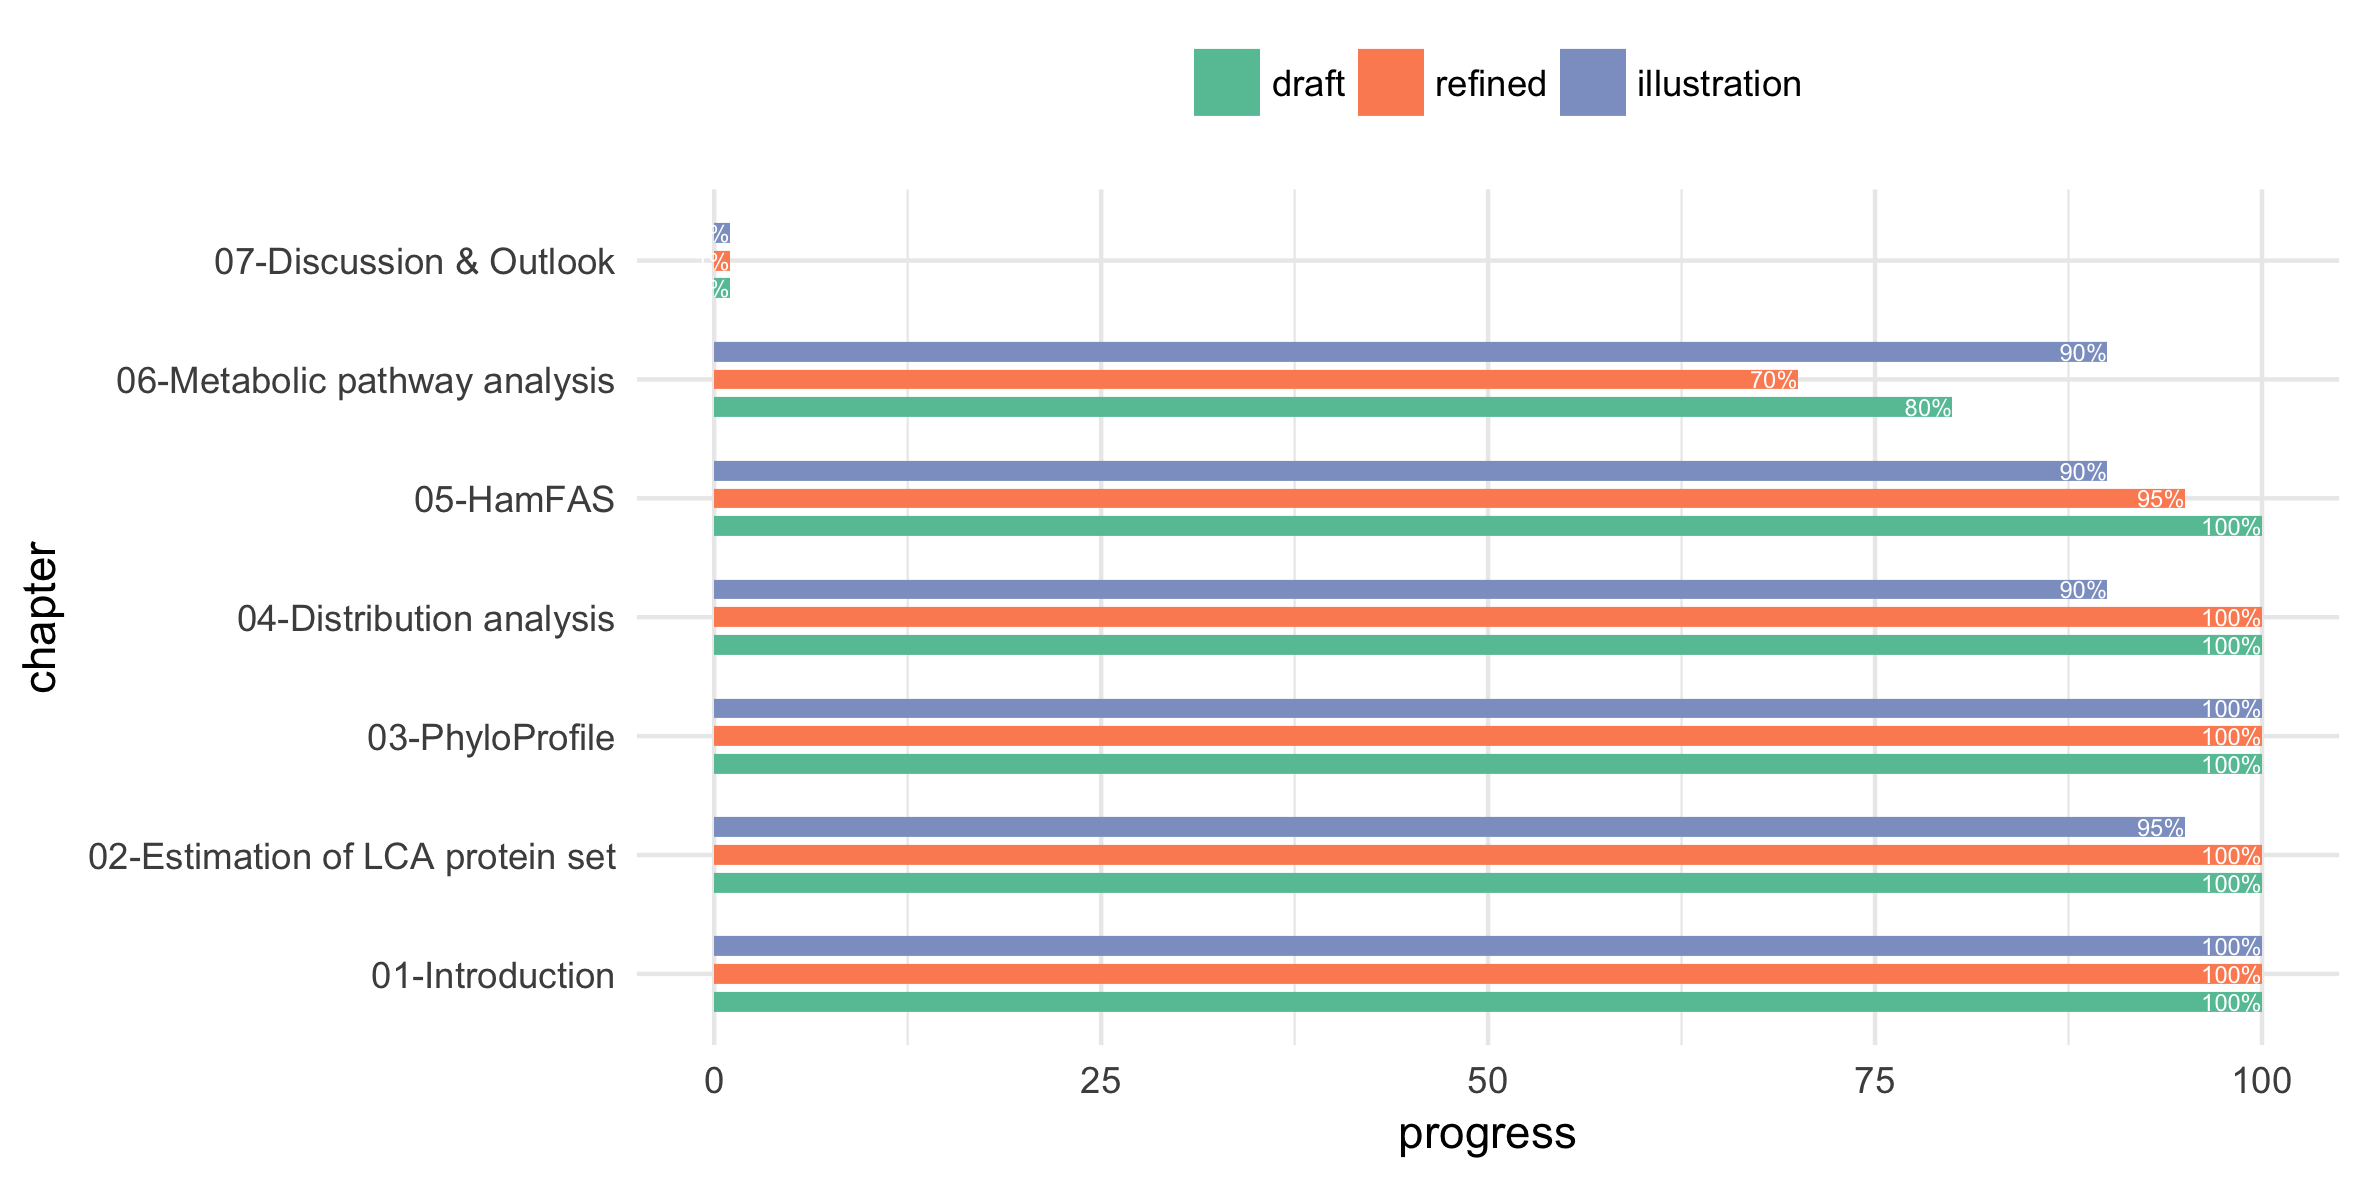 draft refined illustration
07-Discussion & Outlook
%
%
%
06-Metabolic pathway analysis
90%
70%
80%
05-HamFAS
90%
95%
100%
04-Distribution analysis
90%
100%
100%
03-PhyloProfile
100%
100%
100%
02-Estimation of LCA protein set
95%
100%
100%
01-Introduction
100%
100%
100%
chapter
0 25 50 75 100
progress